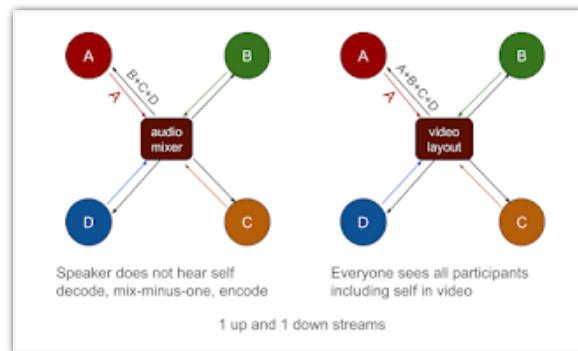 A
B
B+C+D
A
audio
mixer
D
C
Speaker does not hear self
decode, mix-minus-one, encode
A
B
A+B+C+D
A
video
layout
D
C
Everyone sees all participants
including self in video
1 up and 1 down streams